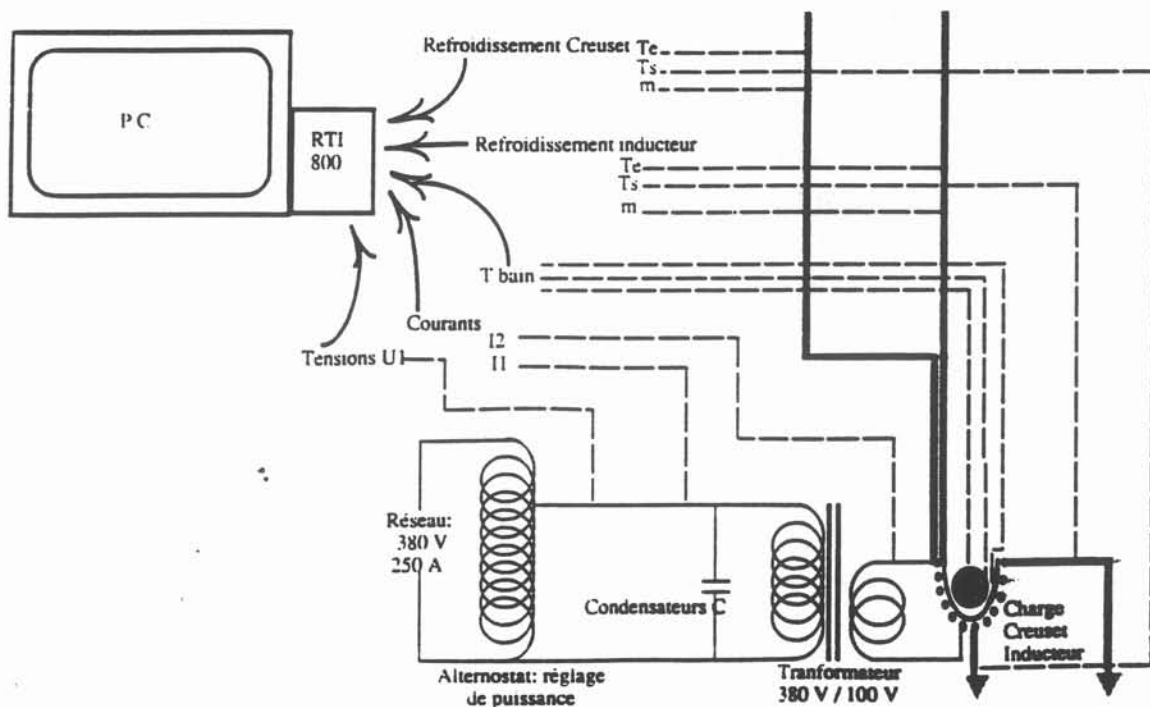 Refroidissement Creuset Te
Ts
m
P C
RTI
800
Refroidissement inducteur
Te
Ts
m
T bain
Courants
I2
I1
Tensions U1
Réseau:
380 V
250 A
Condensateurs C
Charge
Creuset
Inducteur
Alternostat: réglage
de puissance
Tranformateur
380 V / 100 V